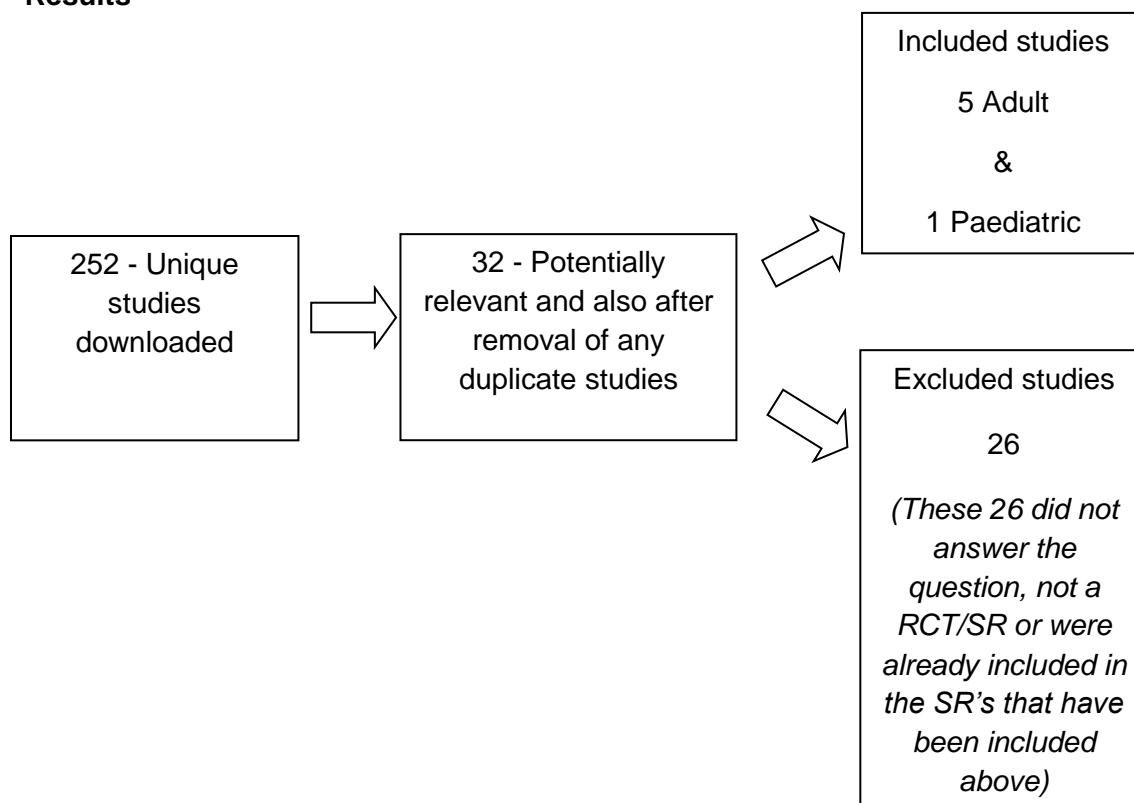 Results
252 - Unique
studies
downloaded
32 - Potentially
relevant and also after
removal of any
duplicate studies
Included studies
5 Adult
&
1 Paediatric
Excluded studies
26
(These 26 did not
answer the
question, not a
RCT/SR or were
already included in
the SR's that have
been included
above)